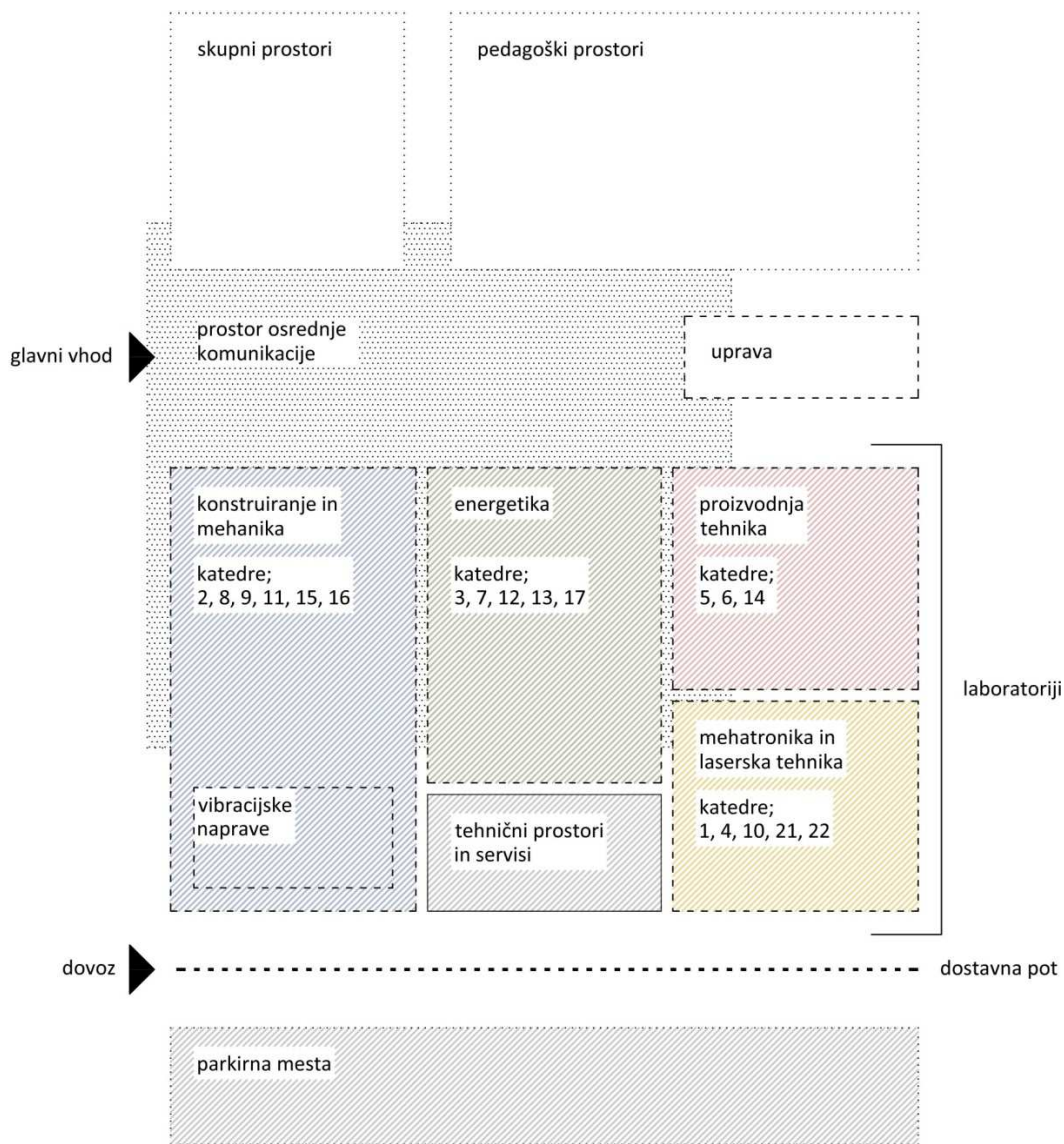 skupni prostori
pedagoški prostori
prostor osrednje
komunikacije
glavni vhod
uprava
konstruiranje in
mehanika
katedre;
2, 8, 9, 11, 15, 16
energetika
katedre;
3, 7, 12, 13, 17
proizvodnja
tehnika
katedre;
5, 6, 14
laboratoriji
mehatronika in
laserska tehnika
katedre;
1, 4, 10, 21, 22
vibracijske
naprave
tehnični prostori
in servisi
dovoz
dostavna pot
parkirna mesta